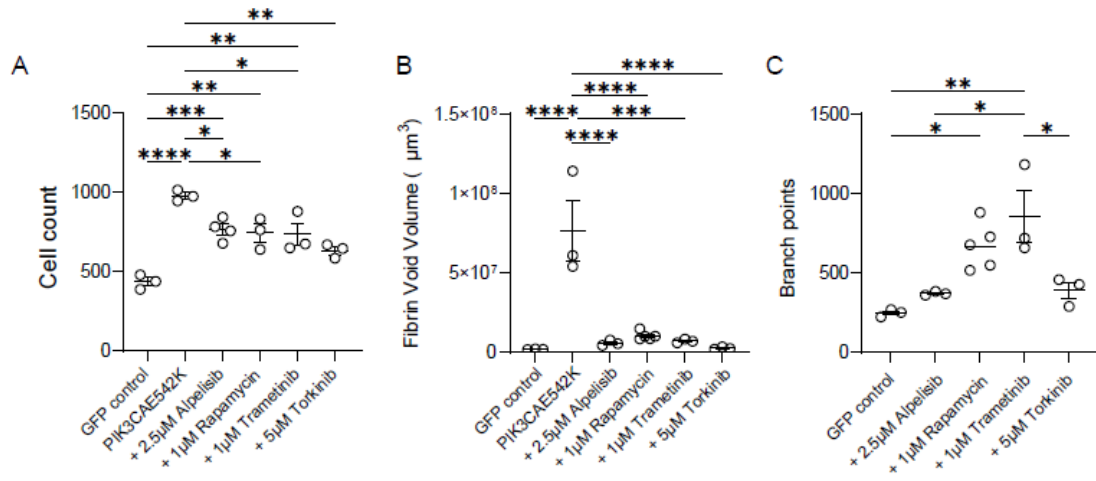 A
Cell count
1500
1000
500
0
**
**
*
**
***
*
****
*
GFP control
PIK3CAE542K
+ 2.5µM Alpelisib
+ 1µM Rapamycin
+ 1µM Trametinib
+ 5µM Torkinib
B
Fibrin Void Volume ( µm³)
1.5×10⁸
1×10⁸
5×10⁷
0
****
****
****
***
****
GFP control
PIK3CAE542K
+ 2.5µM Alpelisib
+ 1µM Rapamycin
+ 1µM Trametinib
+ 5µM Torkinib
C
Branch points
1500
1000
500
0
**
*
*
*
GFP control
+ 2.5µM Alpelisib
+ 1µM Rapamycin
+ 1µM Trametinib
+ 5µM Torkinib